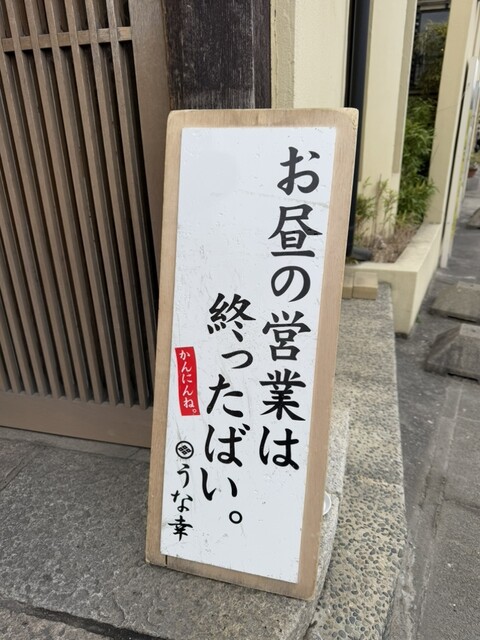 お昼の営業は
終ったばい。
かんにんね。
うな幸